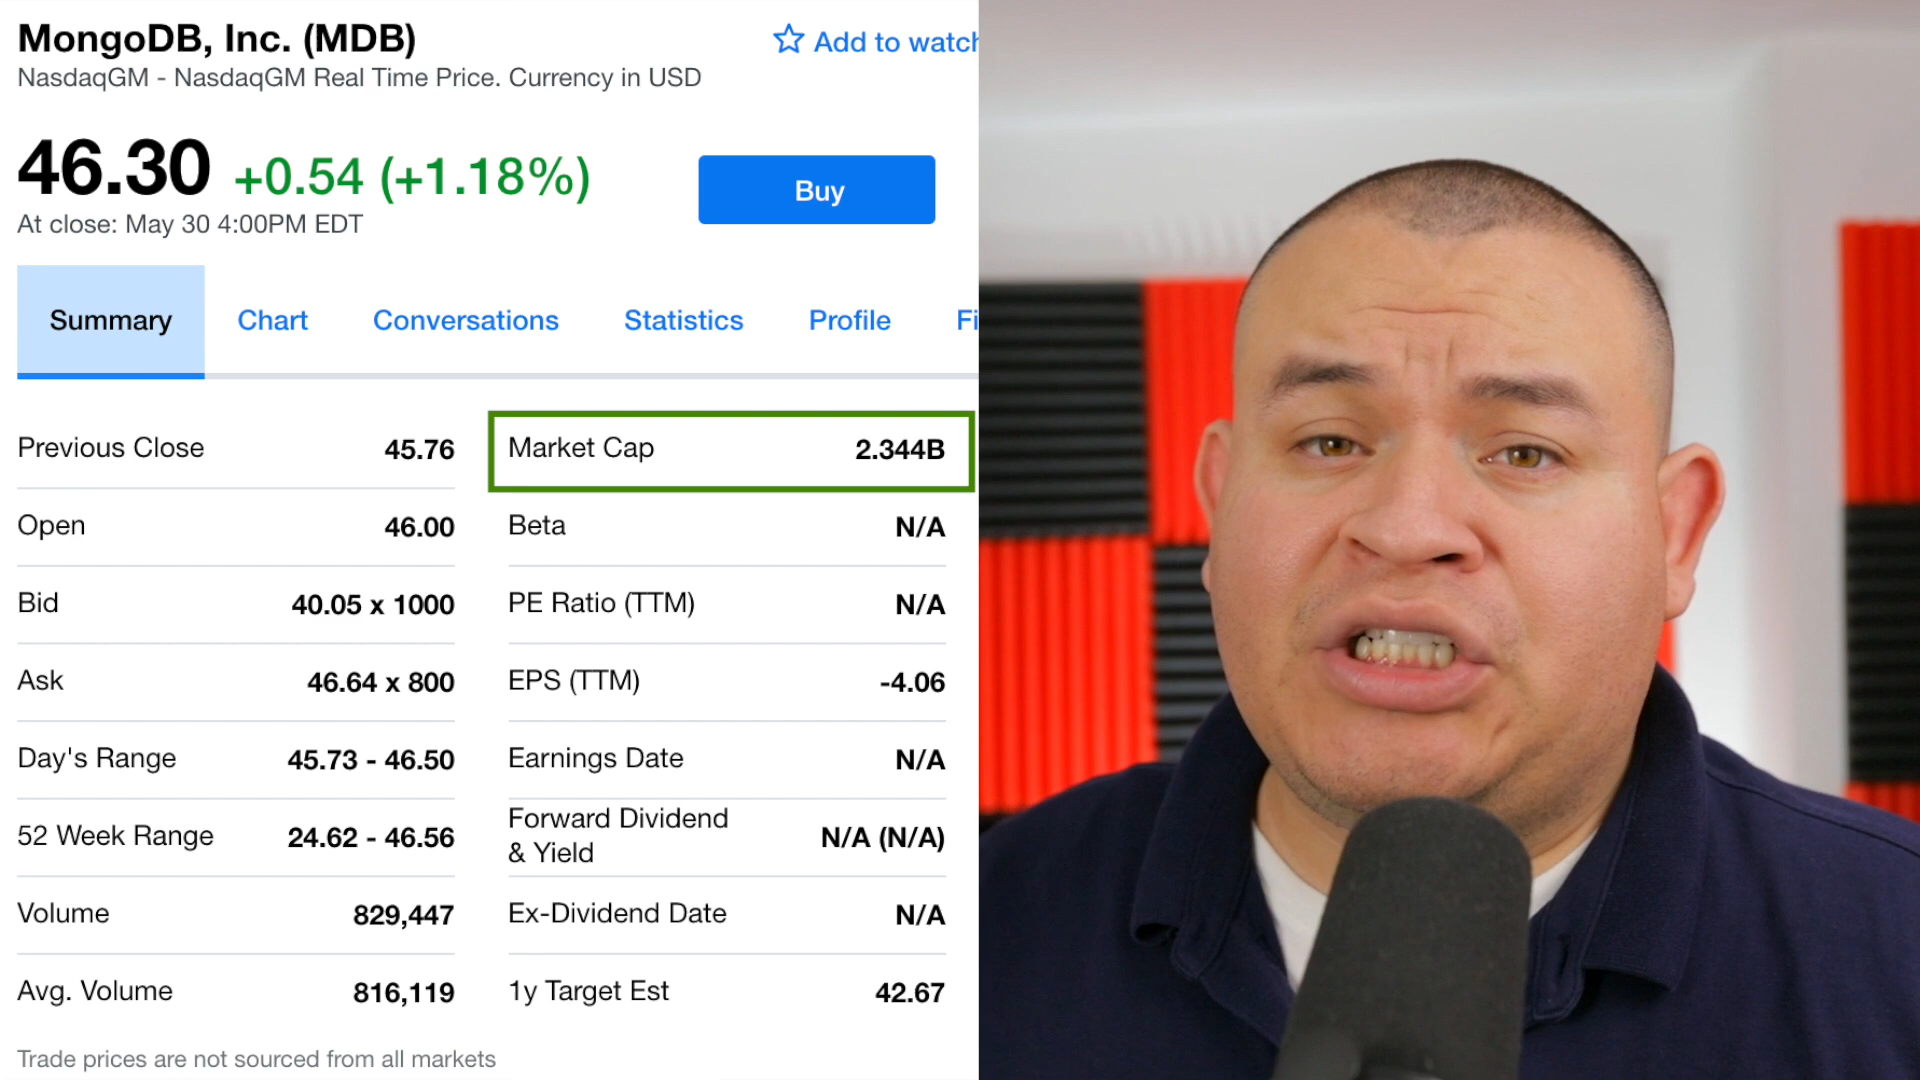 MongoDB, Inc. (MDB)
Add to watch
NasdaqGM - NasdaqGM Real Time Price. Currency in USD
46.30 +0.54 (+1.18%)
Buy
At close: May 30 4:00PM EDT
Summary Chart Conversations Statistics Profile Fi
Previous Close 45.76
Open 46.00
Bid 40.05 x 1000
Ask 46.64 x 800
Day's Range 45.73 - 46.50
52 Week Range 24.62 - 46.56
Volume 829,447
Avg. Volume 816,119
Market Cap 2.344B
Beta N/A
PE Ratio (TTM) N/A
EPS (TTM) -4.06
Earnings Date N/A
Forward Dividend
& Yield N/A (N/A)
Ex-Dividend Date N/A
1y Target Est 42.67
Trade prices are not sourced from all markets